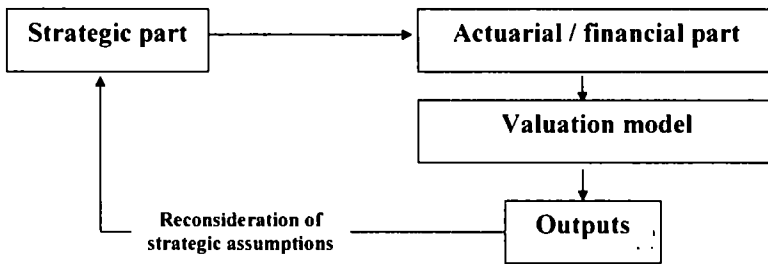 Strategic part
Actuarial / financial part
Valuation model
Outputs
Reconsideration of
strategic assumptions